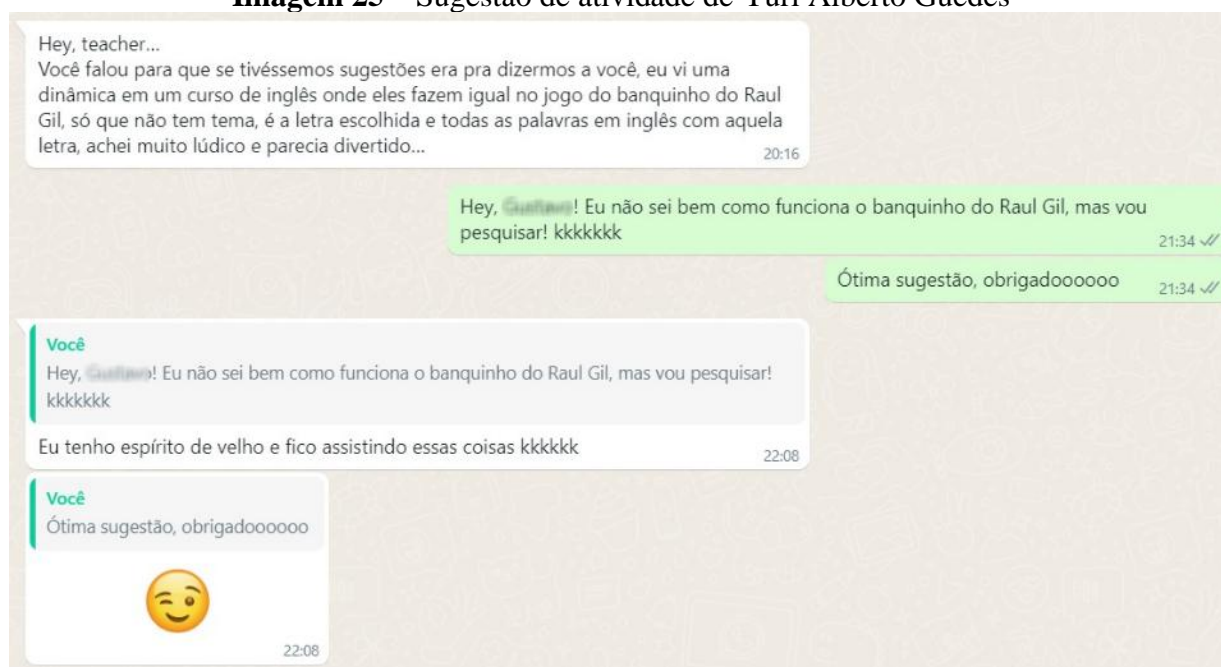 Imagem 25 – Sugestão de atividade de Yuri Alberto Guedes
Hey, teacher...
Você falou para que se tivéssemos sugestões era pra dizermos a você, eu vi uma
dinâmica em um curso de inglês onde eles fazem igual no jogo do banquinho do Raul
Gil, só que não tem tema, é a letra escolhida e todas as palavras em inglês com aquela
letra, achei muito lúdico e parecia divertido...
20:16
Hey, ! Eu não sei bem como funciona o banquinho do Raul Gil, mas vou
pesquisar! kkkkkkk
21:34
Ótima sugestão, obrigadoooooo
21:34
Você
Hey, ! Eu não sei bem como funciona o banquinho do Raul Gil, mas vou pesquisar!
kkkkkkk
Eu tenho espírito de velho e fico assistindo essas coisas kkkkkk
22:08
Você
Ótima sugestão, obrigadoooooo
22:08